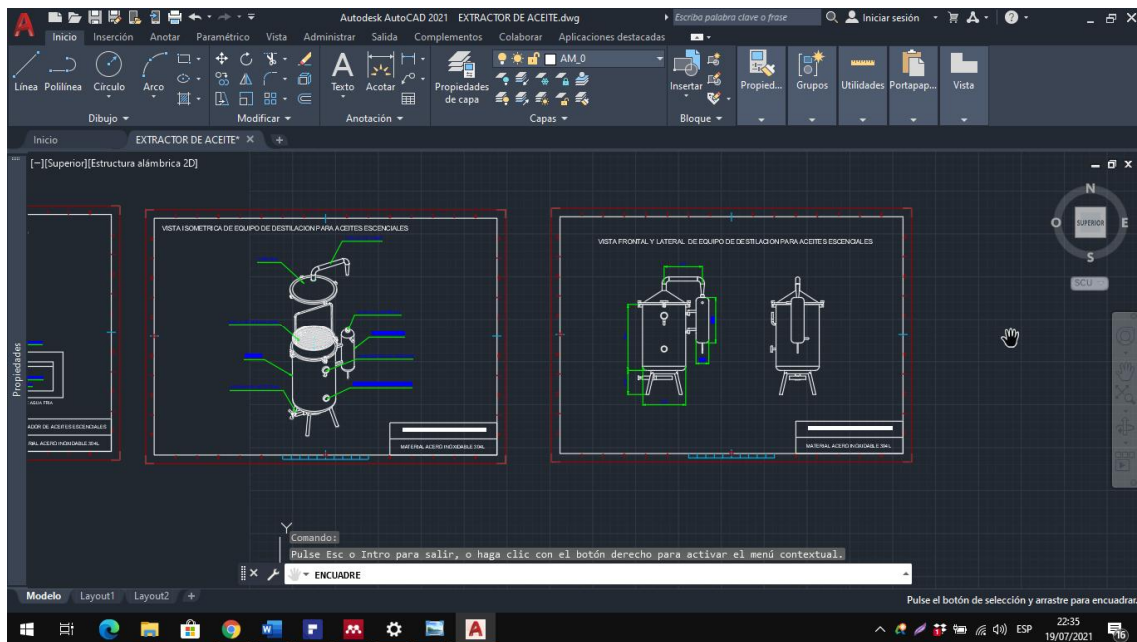 Autodesk AutoCAD 2021 EXTRACTOR DE ACEITE.dwg
Escriba palabra clave o frase
Iniciar sesión
Inicio Inserción Anotar Paramétrico Vista Administrar Salida Complementos Colaborar Aplicaciones destacadas
AM_0
Línea Polilínea Círculo Arco
Texto Acotar
Propiedades de capa
Insertar
Propied... Grupos Utilidades Portapap... Vista
Dibujo Modificar Anotación Capas Bloque
Inicio EXTRACTOR DE ACEITE*
[−][Superior][Estructura alámbrica 2D]
N
O SUPERIOR E
S
SCU
Propiedades
VISTA ISOMETRICA DE EQUIPO DE DESTILACION PARA ACEITES ESCENCIALES
VISTA FRONTAL Y LATERAL DE EQUIPO DE DESTILACION PARA ACEITES ESCENCIALES
AGUA FRIA
ADOR DE ACEITES ESCENCIALES
RIAL ACERO INOXIDABLE 304L
MATERIAL ACERO INOXIDABLE 304L
MATERIAL ACERO INOXIDABLE 304L
Y
Comando:
Pulse Esc o Intro para salir, o haga clic con el botón derecho para activar el menú contextual.
ENCUADRE
Modelo Layout1 Layout2
Pulse el botón de selección y arrastre para encuadrar.
ESP
22:35
19/07/2021
16